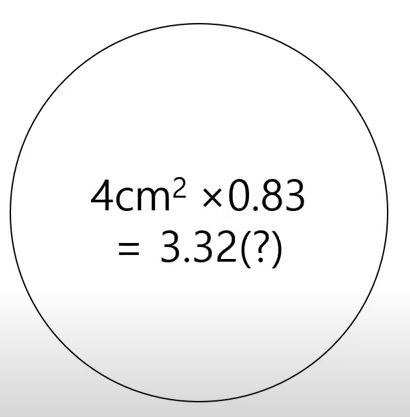 4cm² ×0.83
= 3.32(?)